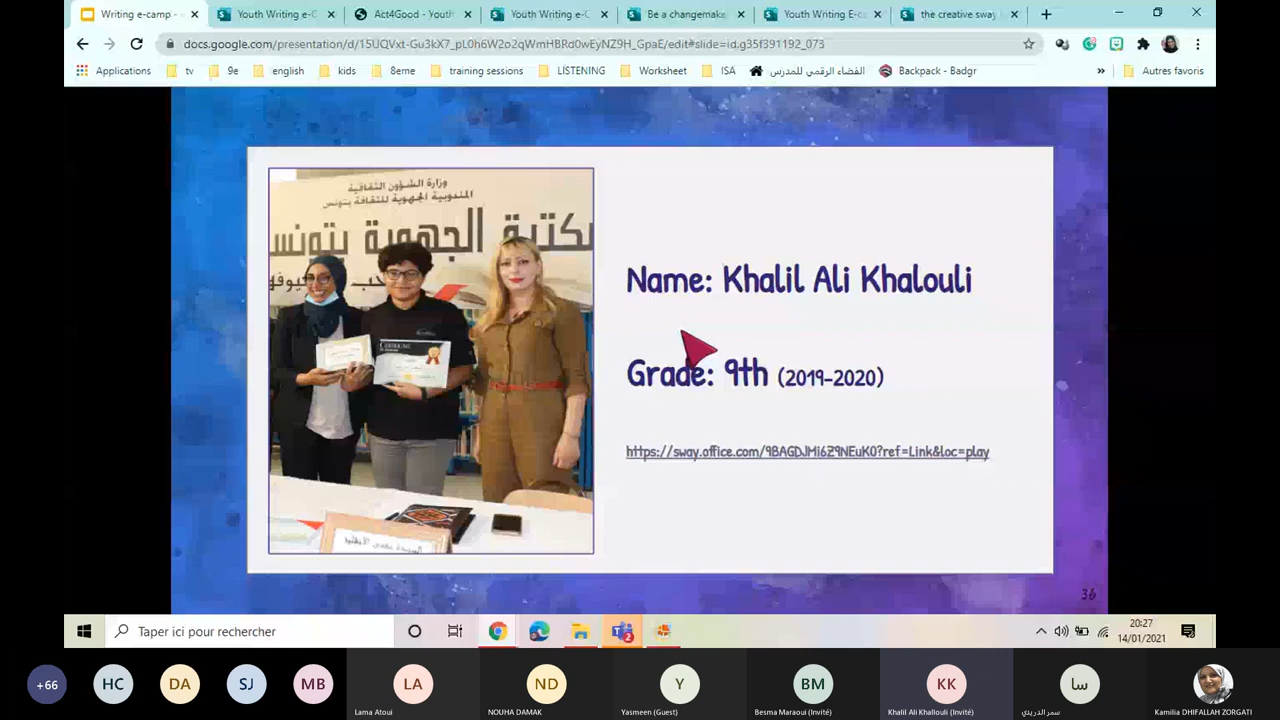 Writing e-camp -
Youth Writing e-C
Act4Good - Youth
Youth Writing e-C
Be a changemake
Youth Writing E-ca
the creative sway
docs.google.com/presentation/d/15UQVxt-Gu3kX7_pL0h6W2o2qWmHBRd0wEyNZ9H_GpaE/edit#slide=id.g35f391192_073
Applications
tv
9e
english
kids
8eme
training sessions
LISTENING
Worksheet
ISA
الفضاء الرقمي للمدرس
Backpack - Badgr
»
Autres favoris
وزارة الشؤون الثقافية
المندوبية الجهوية للثقافة بتونس
مكتبة الجهوية بتونس
Name: Khalil Ali Khalouli
Grade: 9th (2019-2020)
https://sway.office.com/9BAGDJMi6Z9NEuK0?ref=Link&loc=play
36
Taper ici pour rechercher
2
20:27
14/01/2021
+66
HC
DA
SJ
MB
LA
ND
Y
BM
KK
سا
Lama Atoui
NOUHA DAMAK
Yasmeen (Guest)
Besma Maraoui (Invité)
Khalil Ali Khallouli (Invité)
سمر الدريدي
Kamilia DHIFALLAH ZORGATI